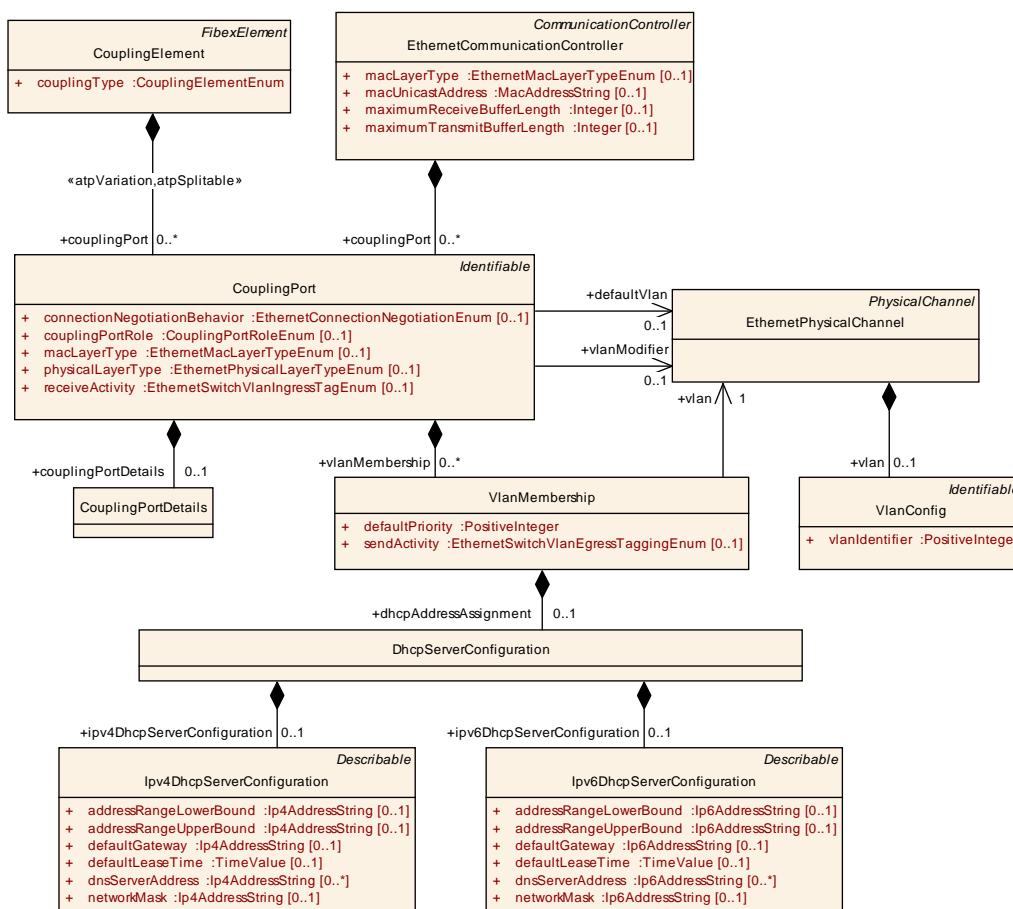 FibexElement
CouplingElement
+ couplingType :CouplingElementEnum
CommunicationController
EthernetCommunicationController
+ macLayerType :EthernetMacLayerTypeEnum [0..1]
+ macUnicastAddress :MacAddressString [0..1]
+ maximumReceiveBufferLength :Integer [0..1]
+ maximumTransmitBufferLength :Integer [0..1]
«atpVariation,atpSplitable»
+couplingPort 0..*
+couplingPort 0..*
Identifiable
CouplingPort
+ connectionNegotiationBehavior :EthernetConnectionNegotiationEnum [0..1]
+ couplingPortRole :CouplingPortRoleEnum [0..1]
+ macLayerType :EthernetMacLayerTypeEnum [0..1]
+ physicalLayerType :EthernetPhysicalLayerTypeEnum [0..1]
+ receiveActivity :EthernetSwitchVlanIngressTagEnum [0..1]
+defaultVlan
0..1
+vlanModifier
0..1
PhysicalChannel
EthernetPhysicalChannel
+vlan 1
+couplingPortDetails 0..1
+vlanMembership 0..*
+vlan 0..1
CouplingPortDetails
VlanMembership
+ defaultPriority :PositiveInteger
+ sendActivity :EthernetSwitchVlanEgressTaggingEnum [0..1]
Identifiable
VlanConfig
+ vlanIdentifier :PositiveInteger
+dhcpAddressAssignment 0..1
DhcpServerConfiguration
+ipv4DhcpServerConfiguration 0..1
+ipv6DhcpServerConfiguration 0..1
Describable
Ipv4DhcpServerConfiguration
+ addressRangeLowerBound :Ip4AddressString [0..1]
+ addressRangeUpperBound :Ip4AddressString [0..1]
+ defaultGateway :Ip4AddressString [0..1]
+ defaultLeaseTime :TimeValue [0..1]
+ dnsServerAddress :Ip4AddressString [0..*]
+ networkMask :Ip4AddressString [0..1]
Describable
Ipv6DhcpServerConfiguration
+ addressRangeLowerBound :Ip6AddressString [0..1]
+ addressRangeUpperBound :Ip6AddressString [0..1]
+ defaultGateway :Ip6AddressString [0..1]
+ defaultLeaseTime :TimeValue [0..1]
+ dnsServerAddress :Ip6AddressString [0..*]
+ networkMask :Ip6AddressString [0..1]